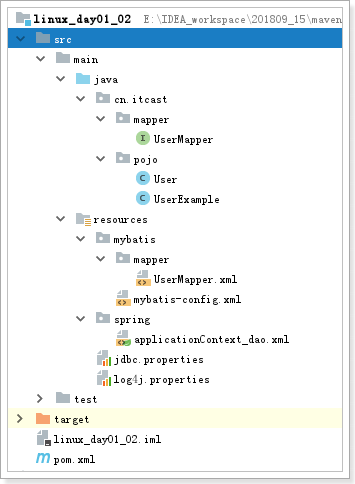 linux_day01_02 E:\IDEA_workspace\201809_15\maven
src
main
java
cn.itcast
mapper
I UserMapper
pojo
C User
C UserExample
resources
mybatis
mapper
UserMapper.xml
mybatis-config.xml
spring
applicationContext_dao.xml
jdbc.properties
log4j.properties
test
target
linux_day01_02.iml
m pom.xml